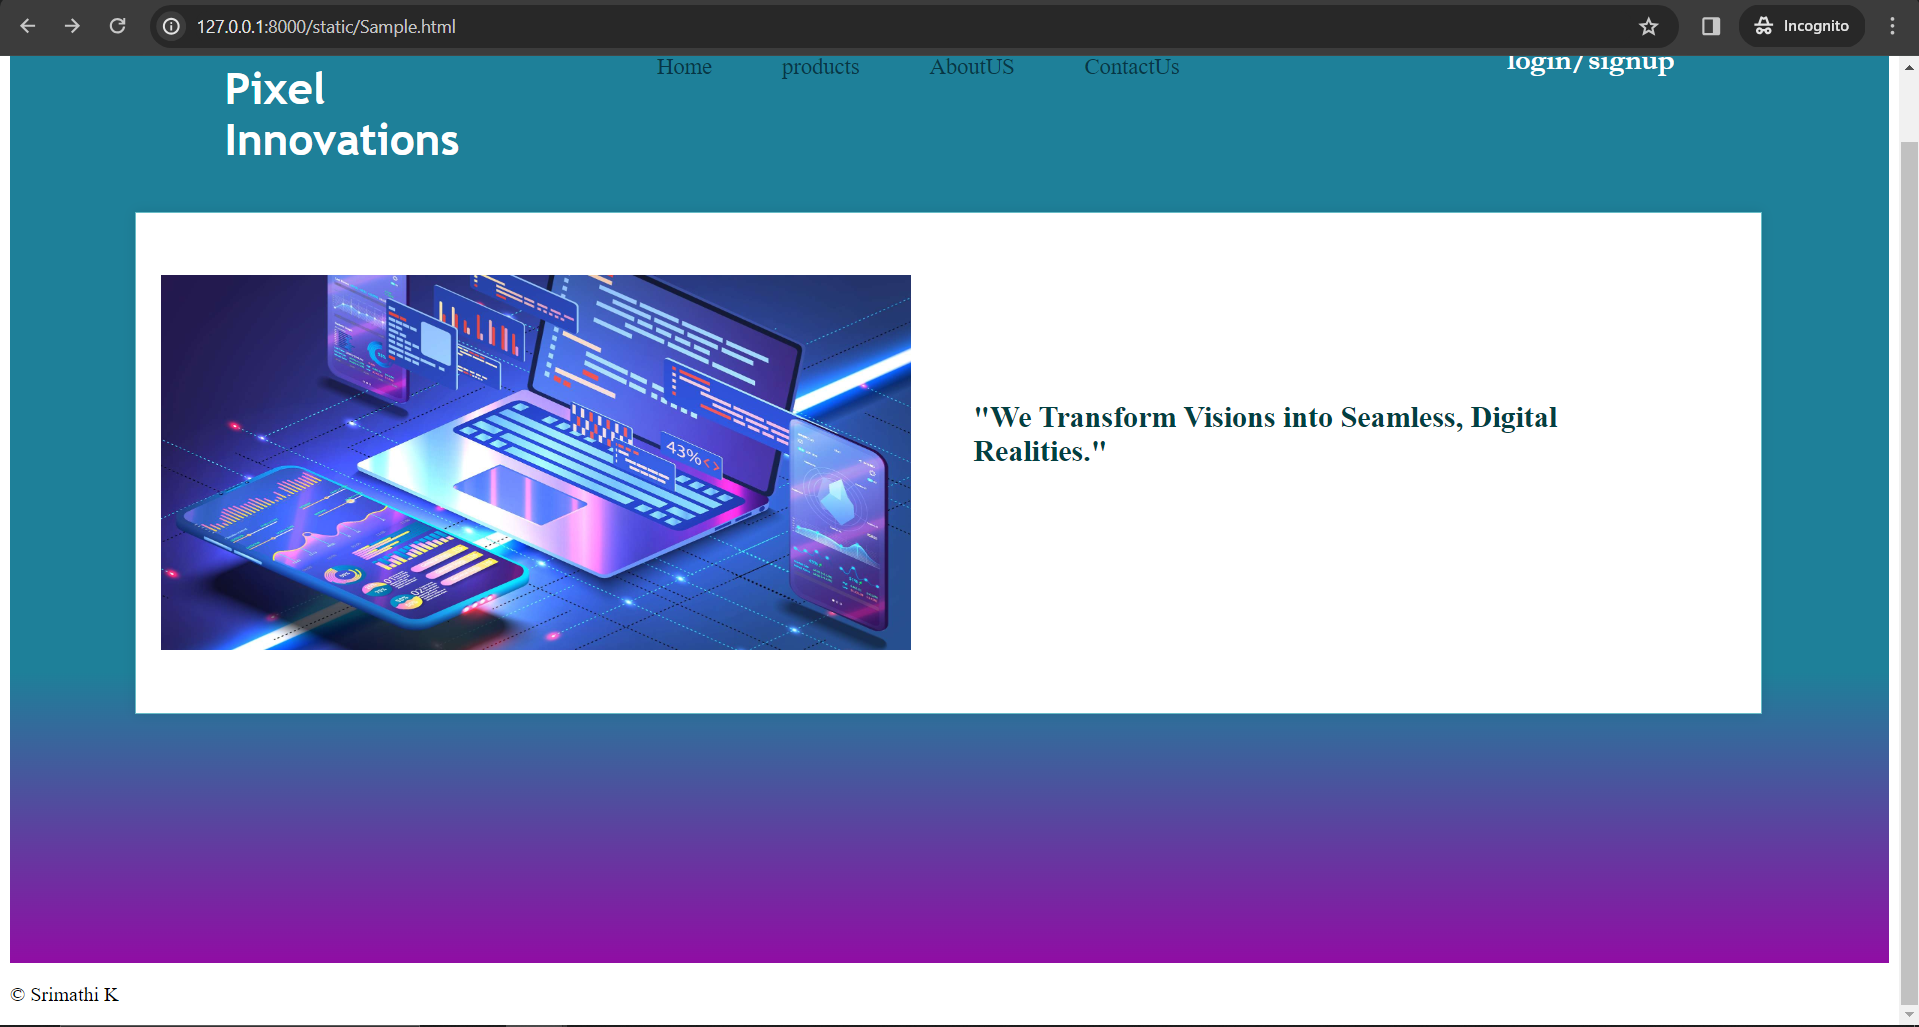 127.0.0.1:8000/static/Sample.html
Incognito
Home products AboutUS ContactUs
login/signup
Pixel
Innovations
43%
"We Transform Visions into Seamless, Digital
Realities."
© Srimathi K